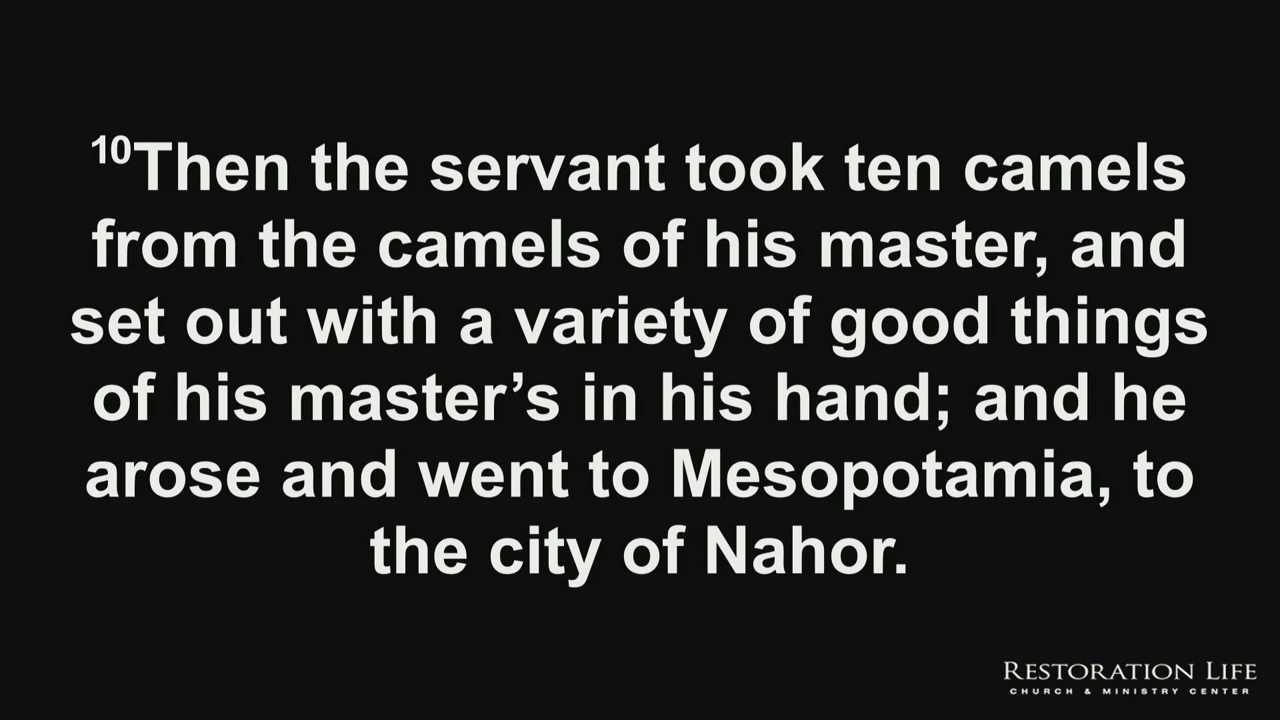 ¹⁰Then the servant took ten camels
from the camels of his master, and
set out with a variety of good things
of his master’s in his hand; and he
arose and went to Mesopotamia, to
the city of Nahor.
RESTORATION LIFE
CHURCH & MINISTRY CENTER